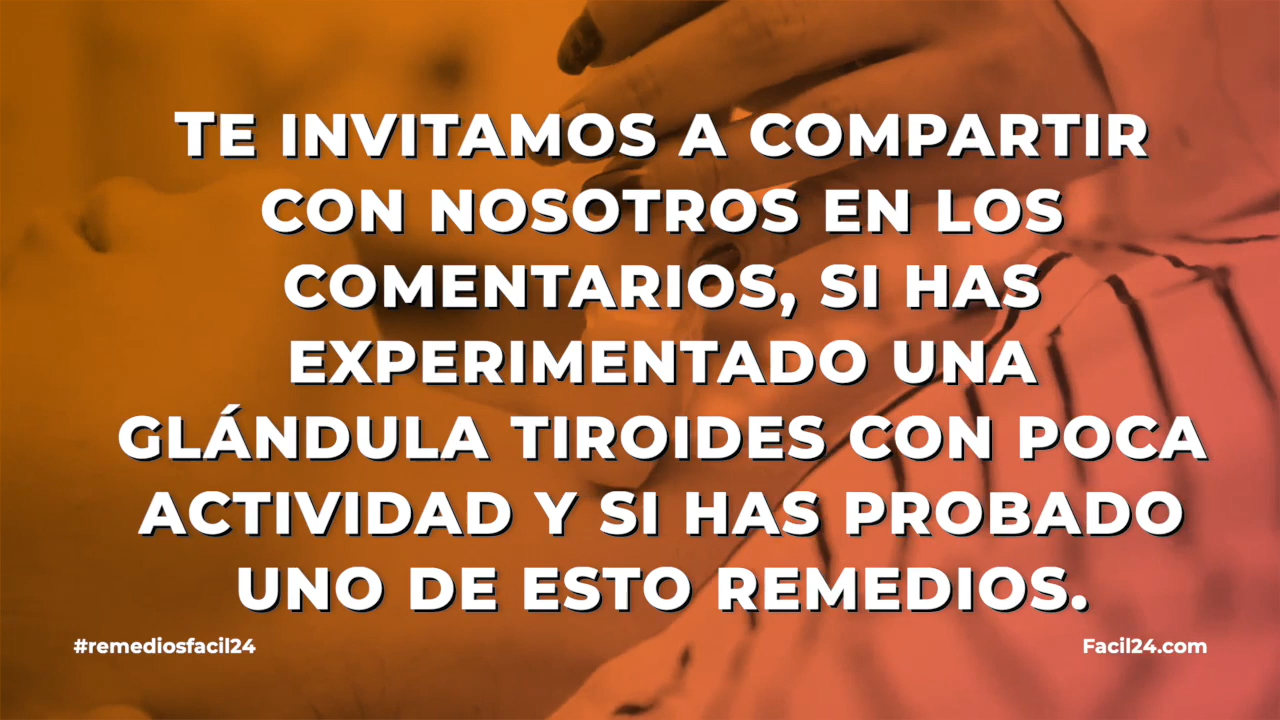 Te invitamos a compartir
con nosotros en los
comentarios, si has
experimentado una
glándula tiroides con poca
actividad y si has probado
uno de esto remedios.
#remediosfacil24
Facil24.com